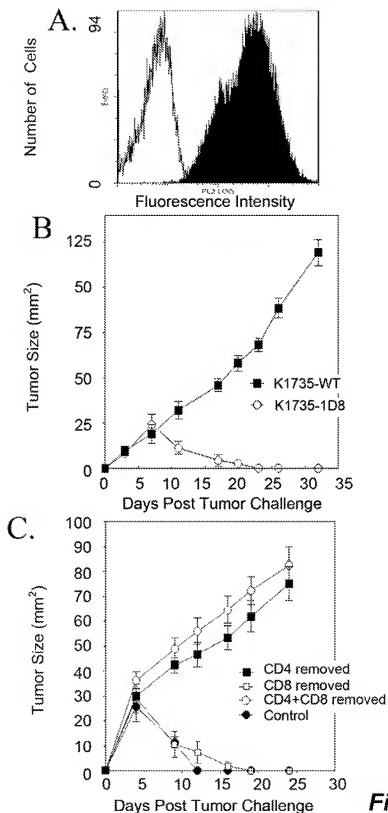 A.
94
Number of Cells
Events
0
Fluorescence Intensity
B
Tumor Size (mm²)
125
50
75
50
25
0
K1735-WT
K1735-1D8
0 5 10 15 20 25 30 35
Days Post Tumor Challenge
C.
Tumor Size (mm²)
100
90
80
70
60
50
40
30
20
10
0
CD4 removed
CD8 removed
CD4+CD8 removed
Control
0 5 10 15 20 25 30
Days Post Tumor Challenge
Fi